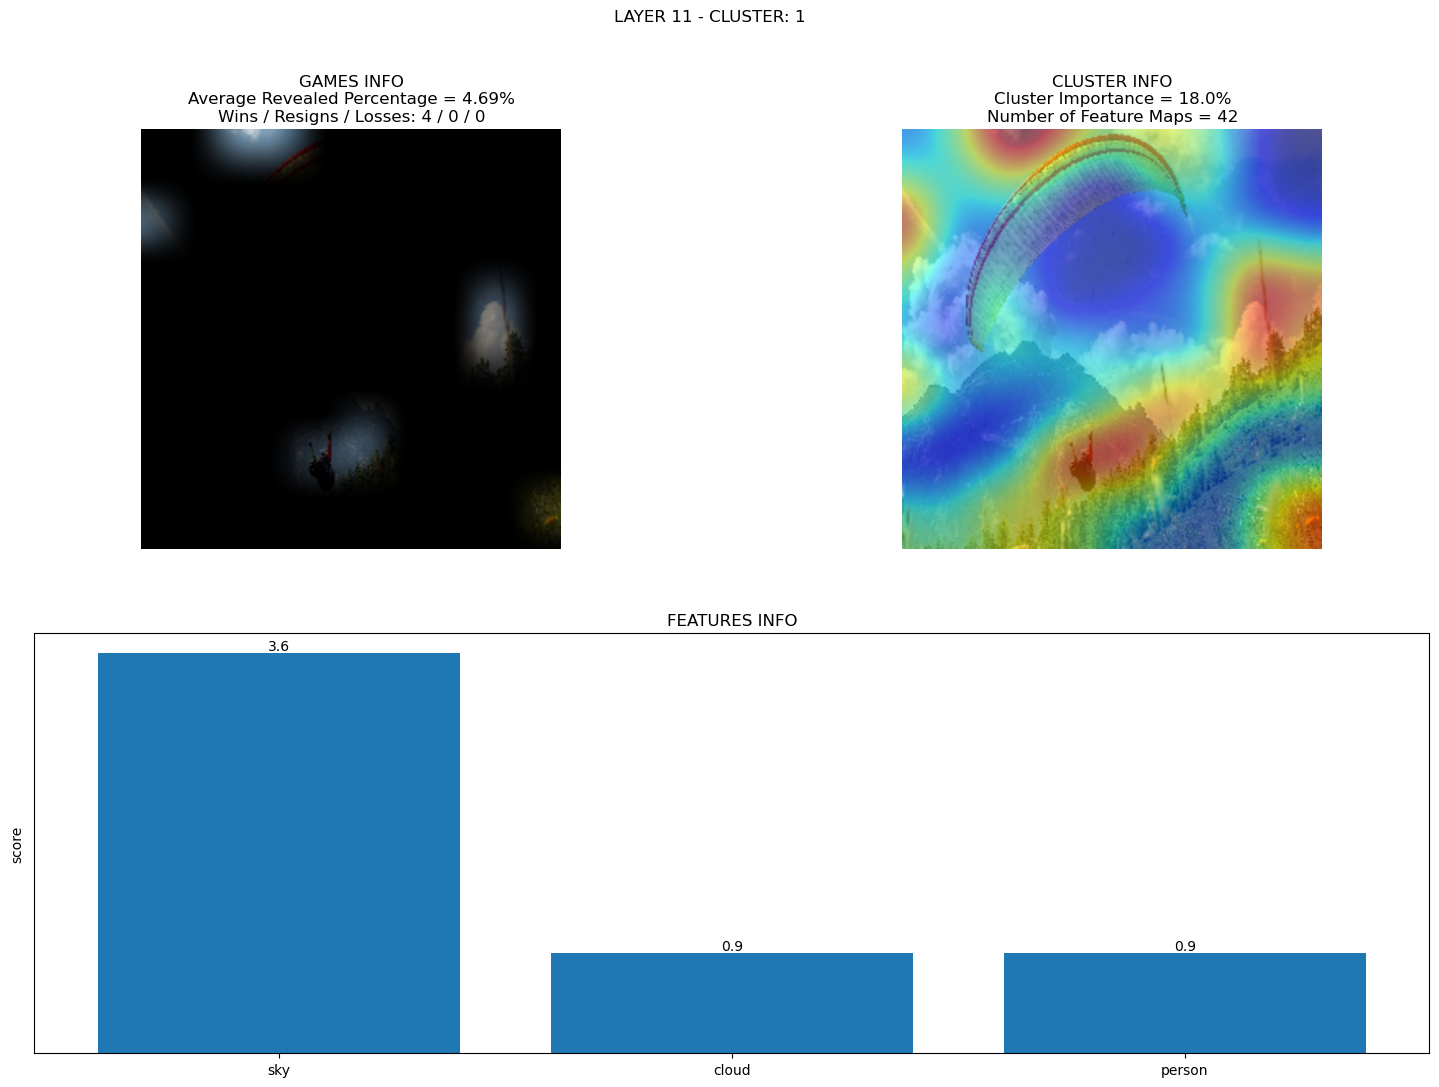 LAYER 11 - CLUSTER: 1
GAMES INFO
Average Revealed Percentage = 4.69%
Wins / Resigns / Losses: 4 / 0 / 0
CLUSTER INFO
Cluster Importance = 18.0%
Number of Feature Maps = 42
FEATURES INFO
score
3.6
0.9
0.9
sky
cloud
person